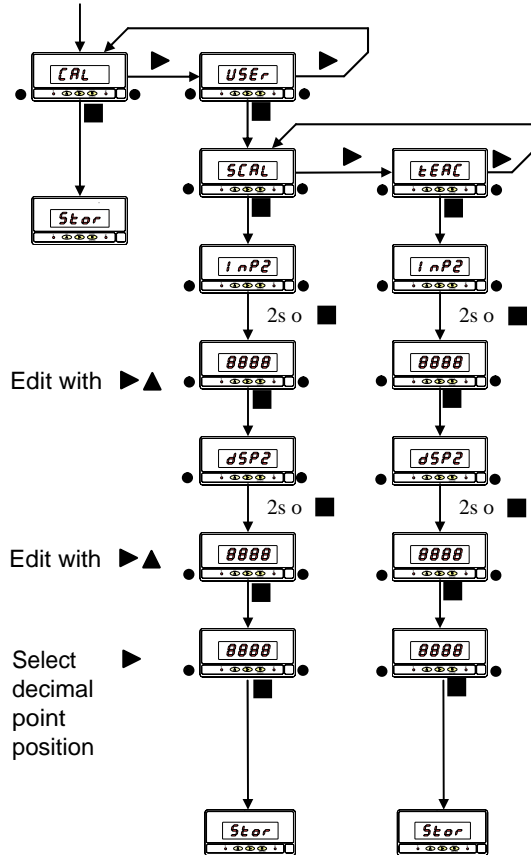 CAL USEr
SCAL tEAC
Stor
InP2 InP2
2s o 2s o
Edit with 8888 8888
dSP2 dSP2
2s o 2s o
Edit with 8888 8888
Select 8888 8888
decimal
point
position
Stor Stor